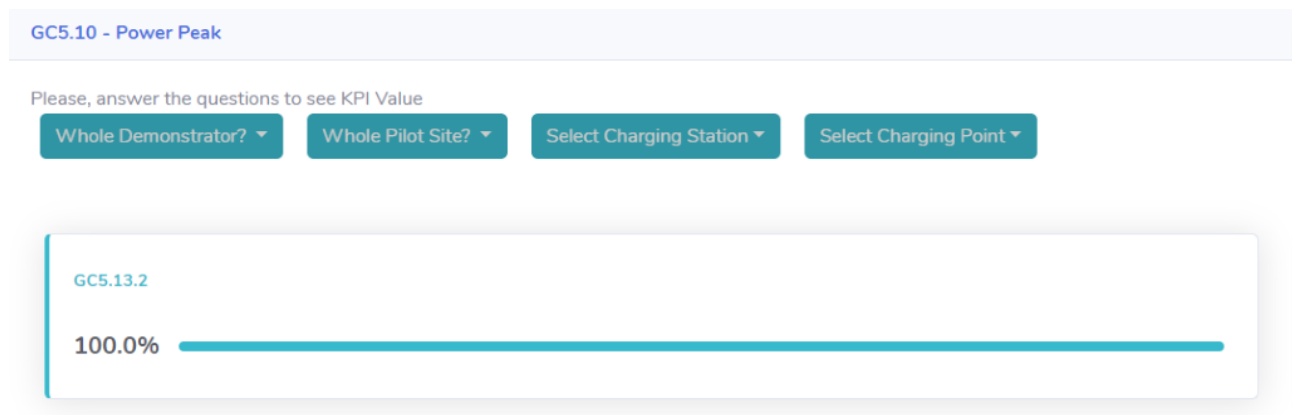 GC5.10 - Power Peak
Please, answer the questions to see KPI Value
Whole Demonstrator? Whole Pilot Site? Select Charging Station Select Charging Point
GC5.13.2
100.0%